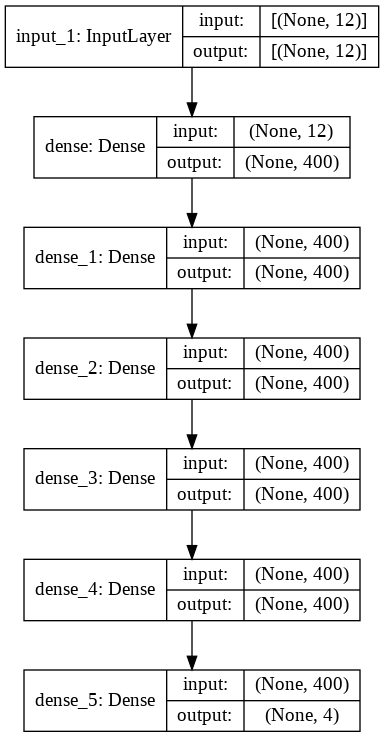 input_1: InputLayer
input: [(None, 12)]
output: [(None, 12)]
dense: Dense
input: (None, 12)
output: (None, 400)
dense_1: Dense
input: (None, 400)
output: (None, 400)
dense_2: Dense
input: (None, 400)
output: (None, 400)
dense_3: Dense
input: (None, 400)
output: (None, 400)
dense_4: Dense
input: (None, 400)
output: (None, 400)
dense_5: Dense
input: (None, 400)
output: (None, 4)